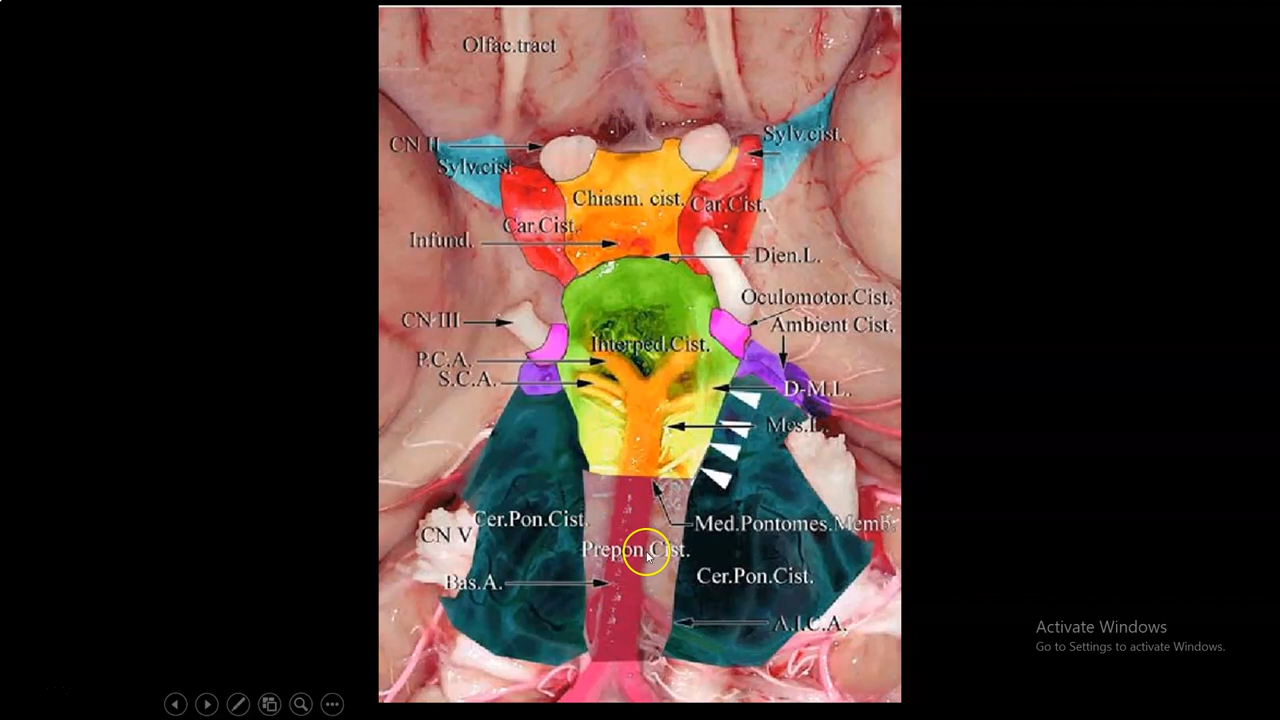 Olfac.tract
CN II
Sylv.cist.
Sylv.cist.
Chiasm. cist.
Car.Cist.
Car.Cist.
Infund.
Dien.L.
Oculomotor.Cist.
CN III
Ambient Cist.
Interped.Cist.
P.C.A.
S.C.A.
D-M.L.
Mes.L.
Cer.Pon.Cist.
Med.Pontomes.Memb.
CN V
Prepon.Cist.
Cer.Pon.Cist.
Bas.A.
A.I.C.A.
Activate Windows
Go to Settings to activate Windows.